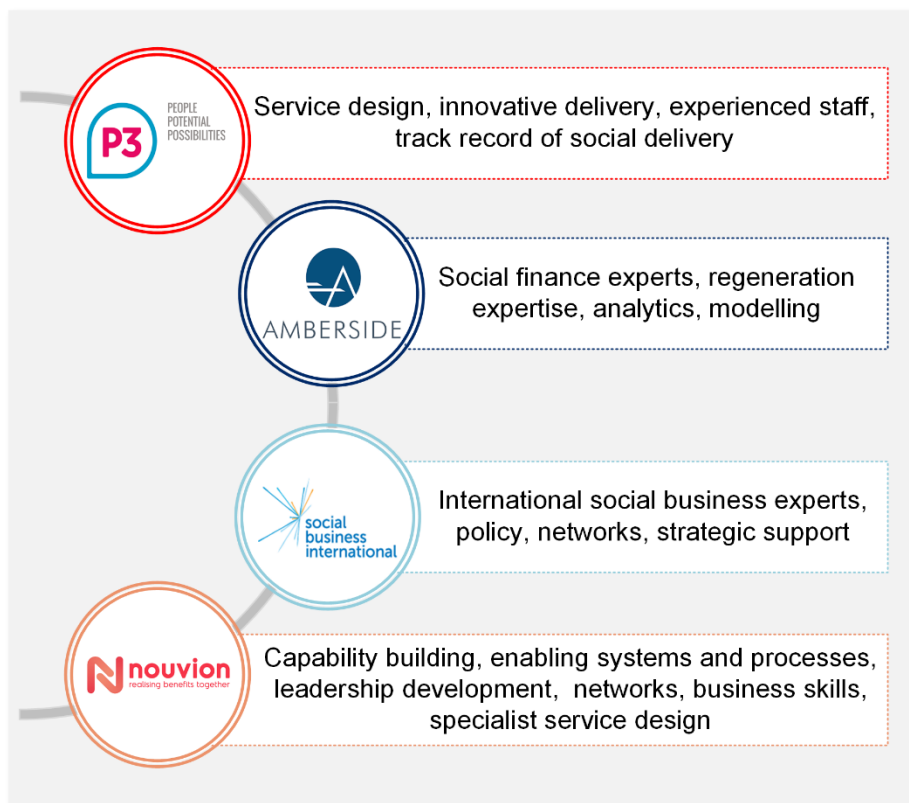 PEOPLE
POTENTIAL
POSSIBILITIES
P3
Service design, innovative delivery, experienced staff,
track record of social delivery
AMBERSIDE
Social finance experts, regeneration
expertise, analytics, modelling
social
business
international
International social business experts,
policy, networks, strategic support
nouvion
realising benefits together
Capability building, enabling systems and processes,
leadership development, networks, business skills,
specialist service design